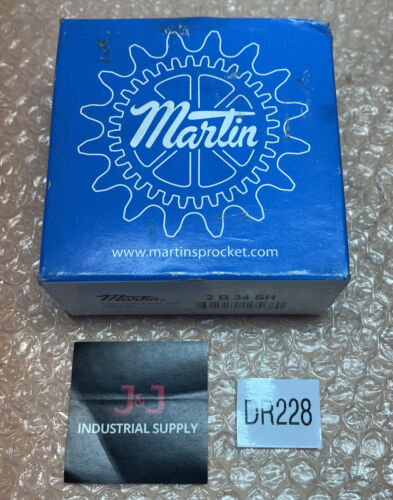 Martin
www.martinsprocket.com
Martin
2 B 34 SH
J&J
INDUSTRIAL SUPPLY
DR228